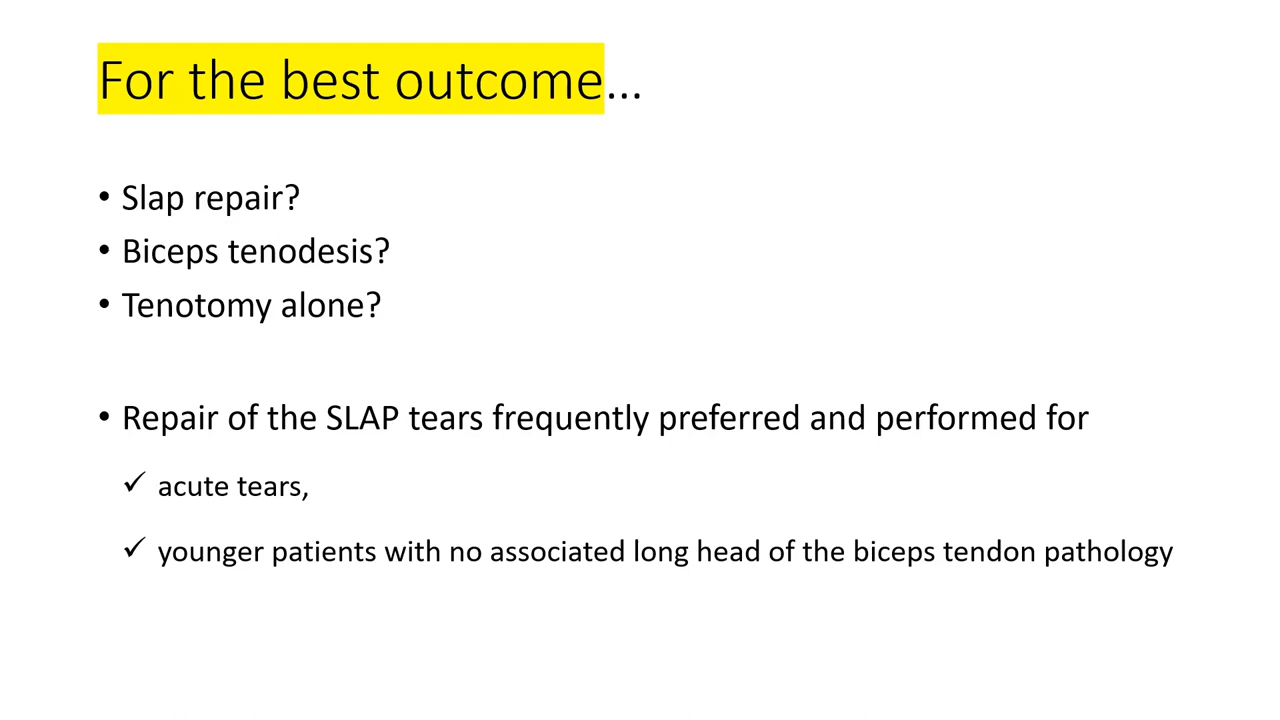 For the best outcome...
• Slap repair?
• Biceps tenodesis?
• Tenotomy alone?
• Repair of the SLAP tears frequently preferred and performed for
✓ acute tears,
✓ younger patients with no associated long head of the biceps tendon pathology